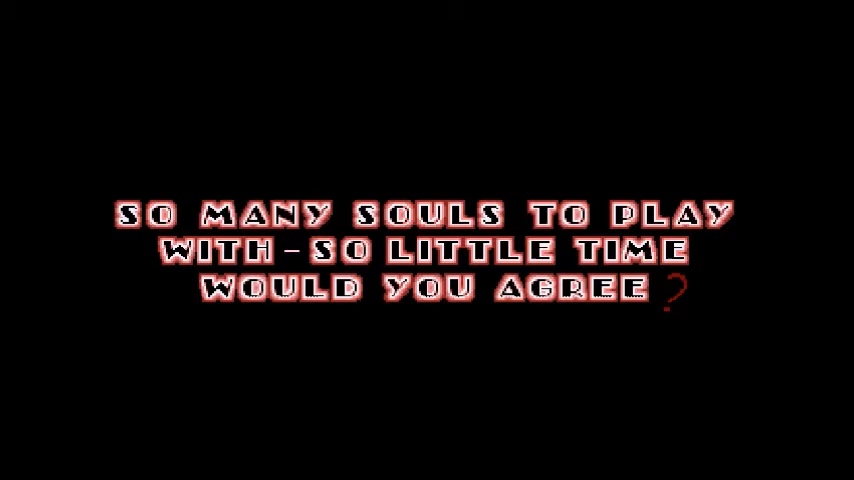 SO MANY SOULS TO PLAY
WITH-SO LITTLE TIME
WOULD YOU AGREE?